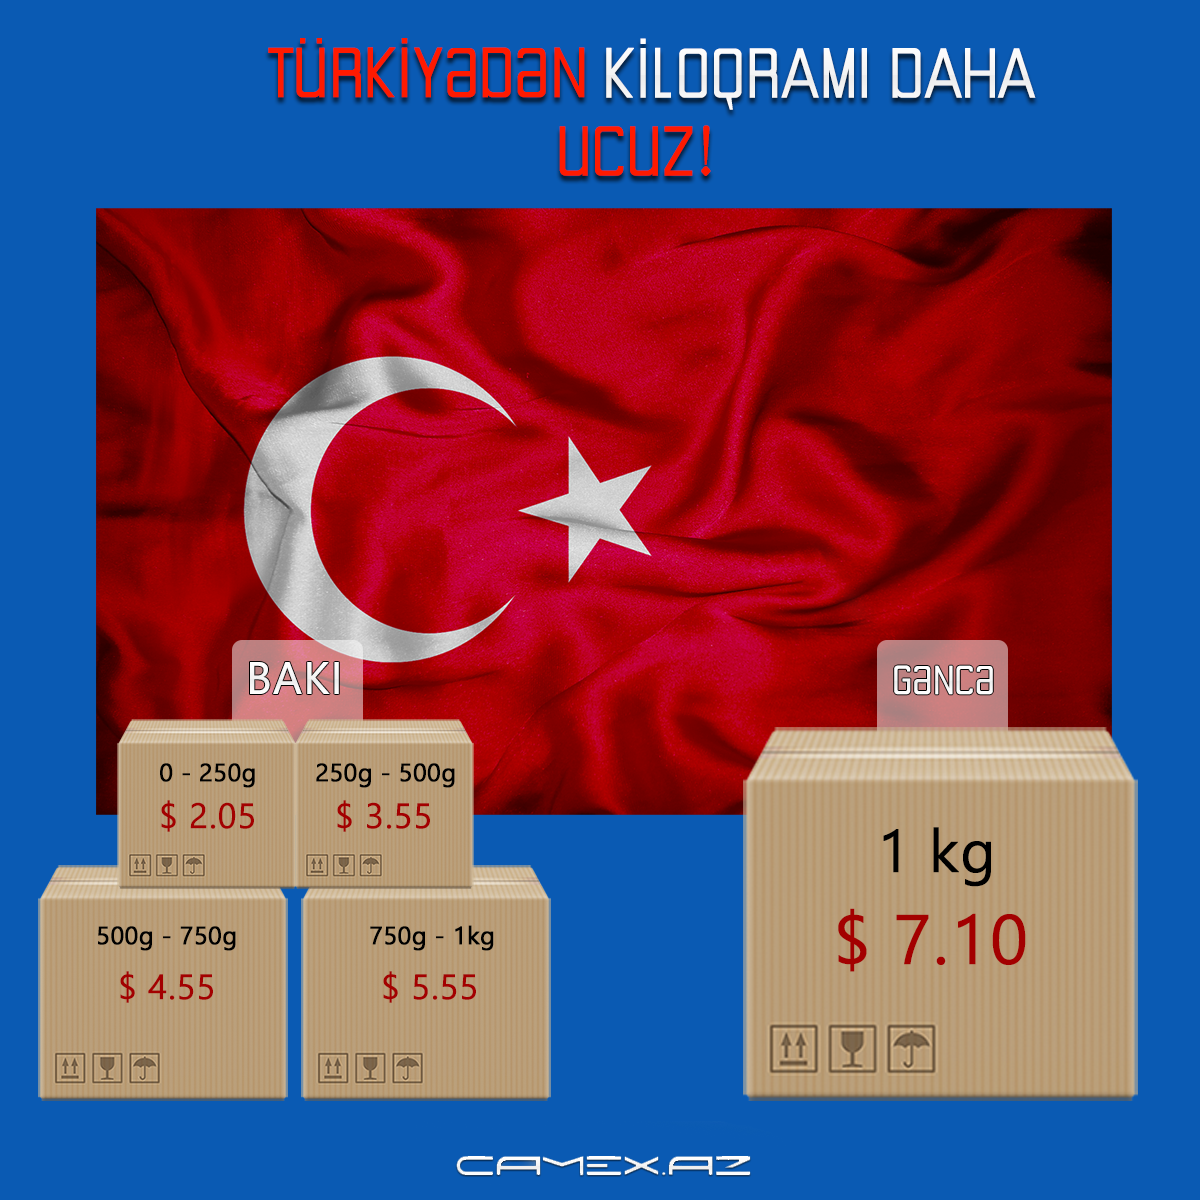 TÜRKİYƏDƏN KİLOQRAMI DAHA
UCUZ!
BAKI
GƏNCƏ
0 - 250g
$ 2.05
250g - 500g
$ 3.55
500g - 750g
$ 4.55
750g - 1kg
$ 5.55
1 kg
$ 7.10
CAMEX.AZ